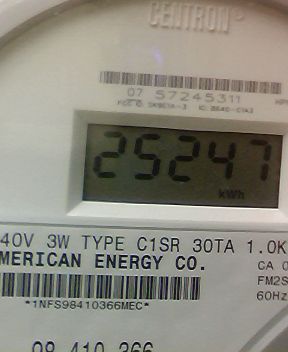 CENTRON®
07 57245311
25247
kWh
40V 3W TYPE C1SR 30TA 1.0K
MERICAN ENERGY CO.
CA 0
FM2S
60Hz
*1NFS98410366MEC*
98 410 366